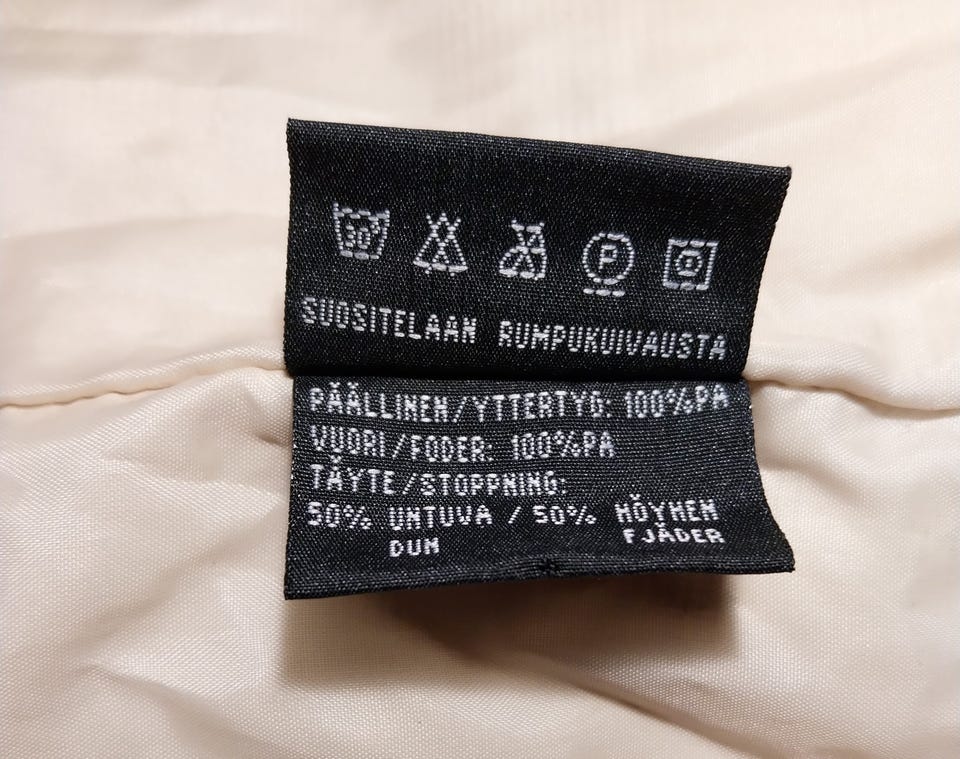 P
SUOSITELAAN RUMPUKUIVAUSTA
PÄÄLLINEN/YTTERTYG: 100%PA
VUORI/FODER: 100%PA
TÄYTE/STOPPNING:
50% UNTUVA / 50% HÖYHEN
DUN FJÄDER